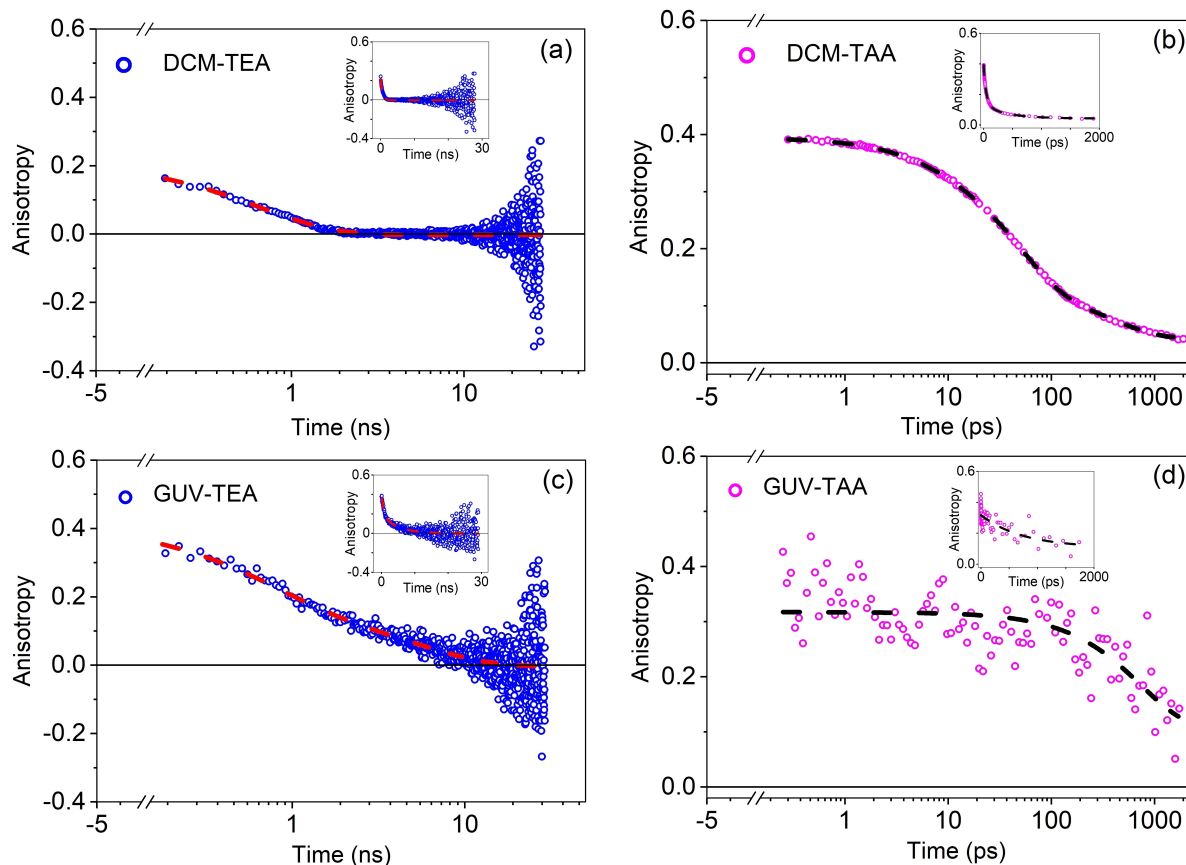 0.6
(a)
DCM-TEA
0.6
Anisotropy
0
-0.4
0
30
Time (ns)
0.4
0.2
0.0
-0.2
-0.4
Anisotropy
-5
1
10
Time (ns)
0.6
(b)
DCM-TAA
0.6
Anisotropy
0.0
0
2000
Time (ps)
0.4
0.2
0.0
Anisotropy
-5
1
10
100
1000
Time (ps)
0.6
(c)
GUV-TEA
0.6
Anisotropy
0
-0.4
0
30
Time (ns)
0.4
0.2
0.0
-0.2
-0.4
Anisotropy
-5
1
10
Time (ns)
0.6
(d)
GUV-TAA
0.6
Anisotropy
0.0
0
2000
Time (ps)
0.4
0.2
0.0
Anisotropy
-5
1
10
100
1000
Time (ps)